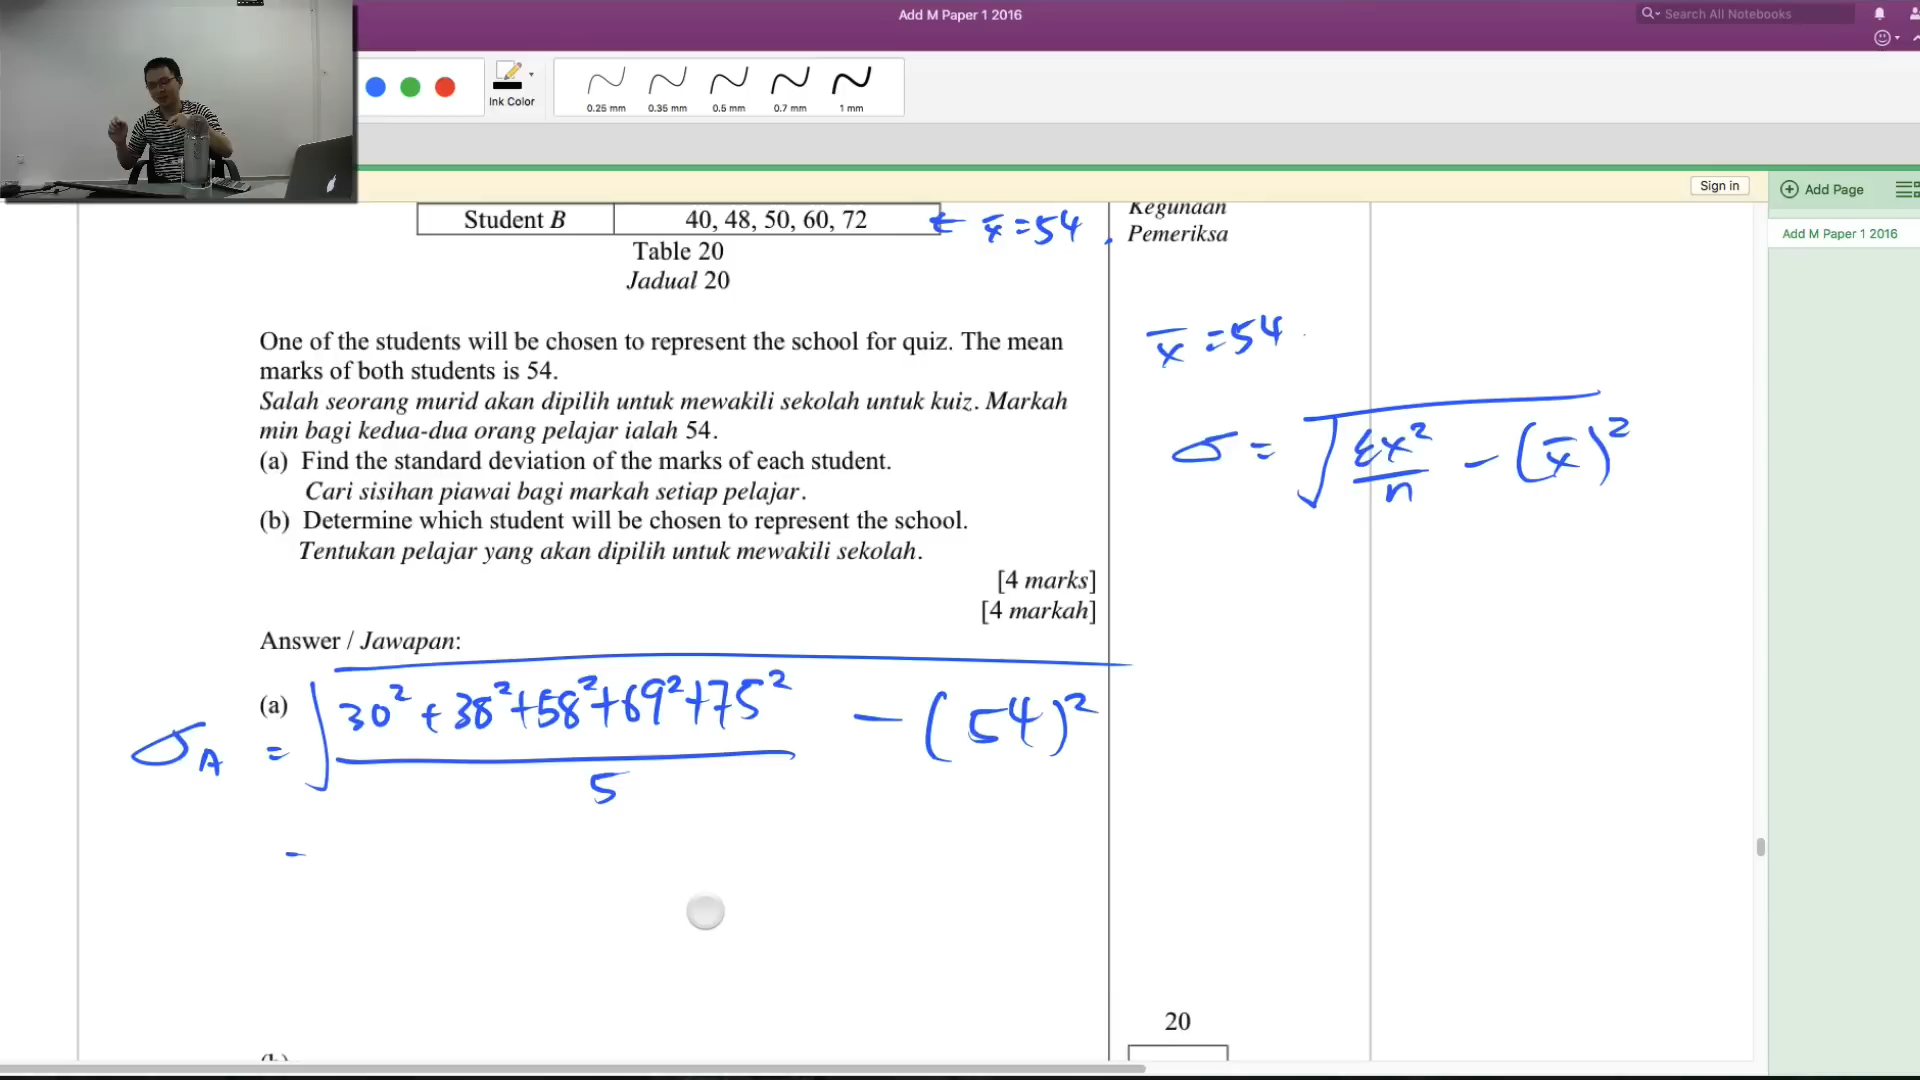 Add M Paper 1 2016
Search All Notebooks
Ink Color
0.25 mm
0.35 mm
0.5 mm
0.7 mm
1 mm
Sign in
Add Page
Add M Paper 1 2016
Student B
40, 48, 50, 60, 72
← x̄ = 54
Kegunaan
Pemeriksa
Table 20
Jadual 20
One of the students will be chosen to represent the school for quiz. The mean
marks of both students is 54.
Salah seorang murid akan dipilih untuk mewakili sekolah untuk kuiz. Markah
min bagi kedua-dua orang pelajar ialah 54.
(a) Find the standard deviation of the marks of each student.
Cari sisihan piawai bagi markah setiap pelajar.
(b) Determine which student will be chosen to represent the school.
Tentukan pelajar yang akan dipilih untuk mewakili sekolah.
[4 marks]
[4 markah]
x̄ = 54
σ = √(Σx²/n − (x̄)²)
Answer / Jawapan:
(a)
σA = √((30² + 38² + 58² + 69² + 75²)/5 − (54)²)
20